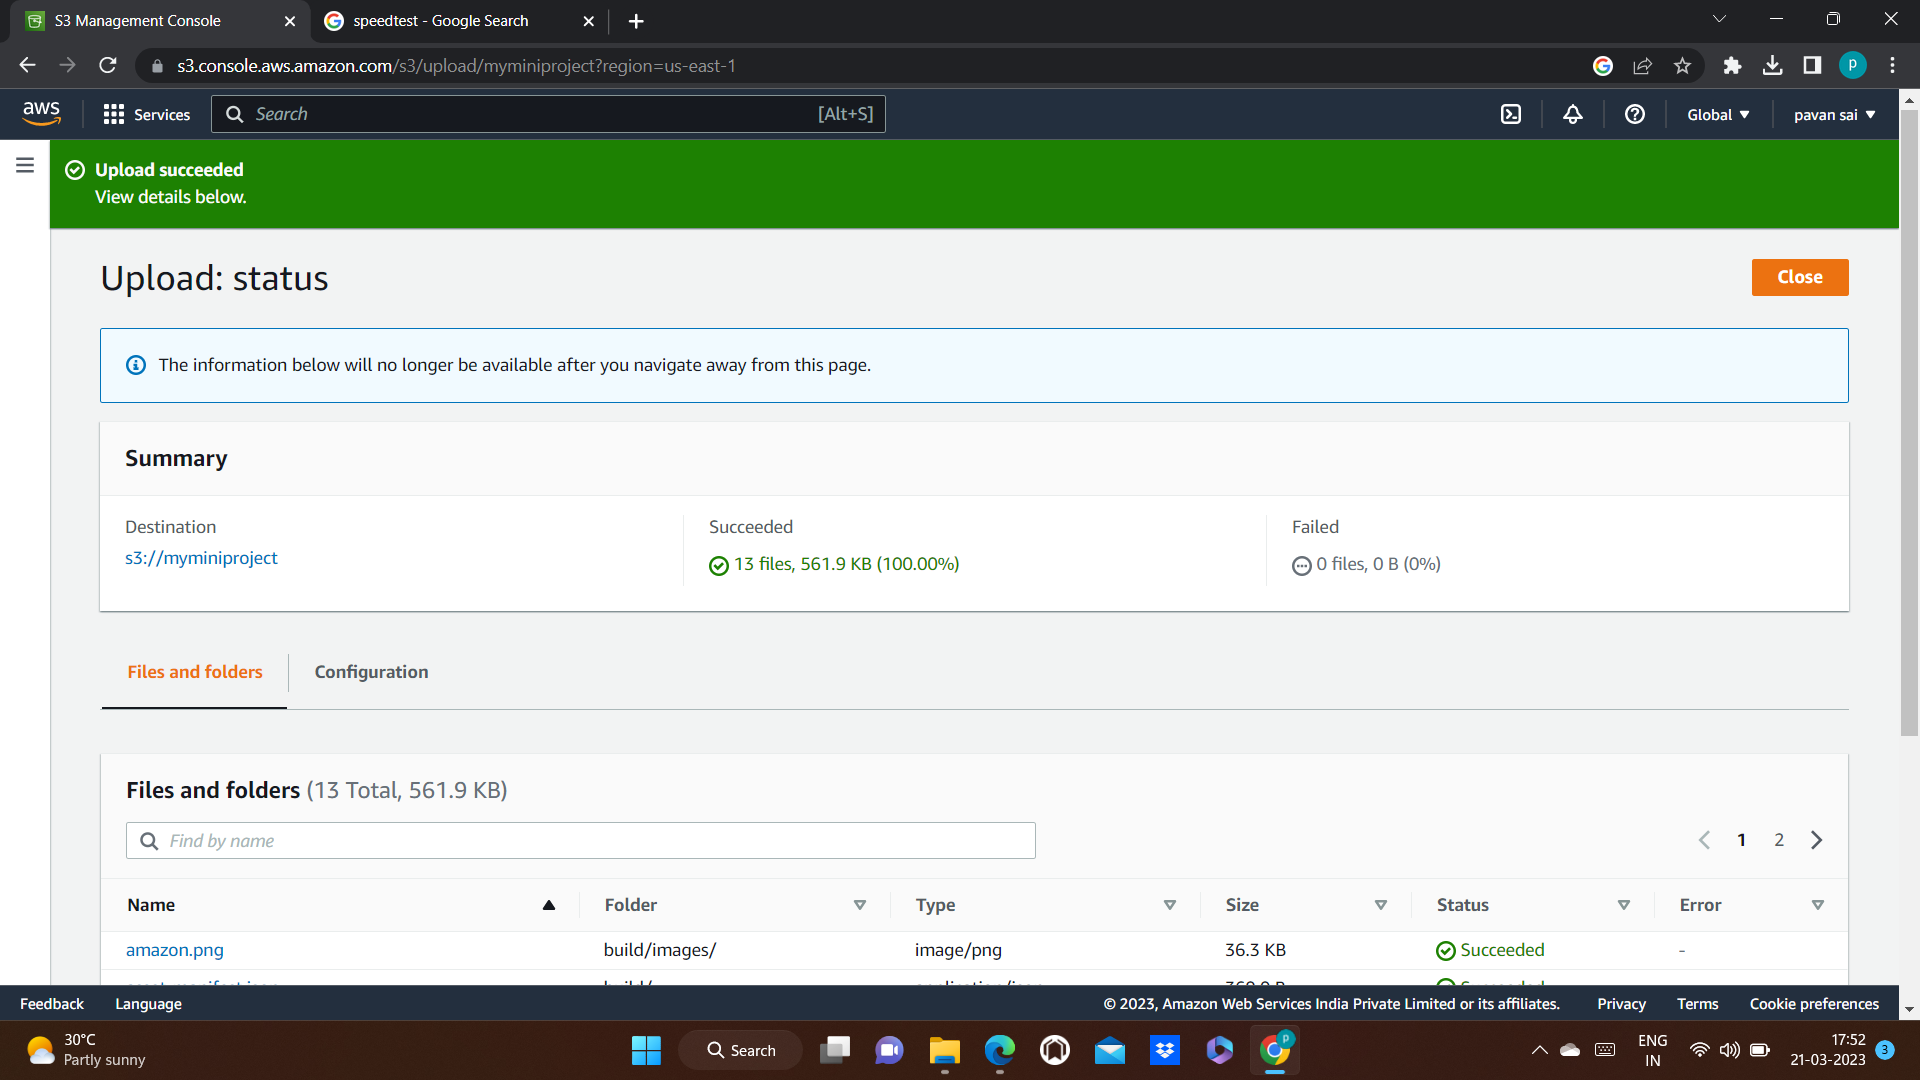 S3 Management Console
speedtest - Google Search
s3.console.aws.amazon.com/s3/upload/myminiproject?region=us-east-1
P
aws
Services
Search
[Alt+S]
Global
pavan sai
Upload succeeded
View details below.
Upload: status
Close
The information below will no longer be available after you navigate away from this page.
Summary
Destination
s3://myminiproject
Succeeded
13 files, 561.9 KB (100.00%)
Failed
0 files, 0 B (0%)
Files and folders
Configuration
Files and folders (13 Total, 561.9 KB)
Find by name
1
2
Name
Folder
Type
Size
Status
Error
amazon.png
build/images/
image/png
36.3 KB
Succeeded
-
Feedback
Language
© 2023, Amazon Web Services India Private Limited or its affiliates.
Privacy
Terms
Cookie preferences
30°C
Partly sunny
Search
P
ENG
IN
17:52
21-03-2023
3